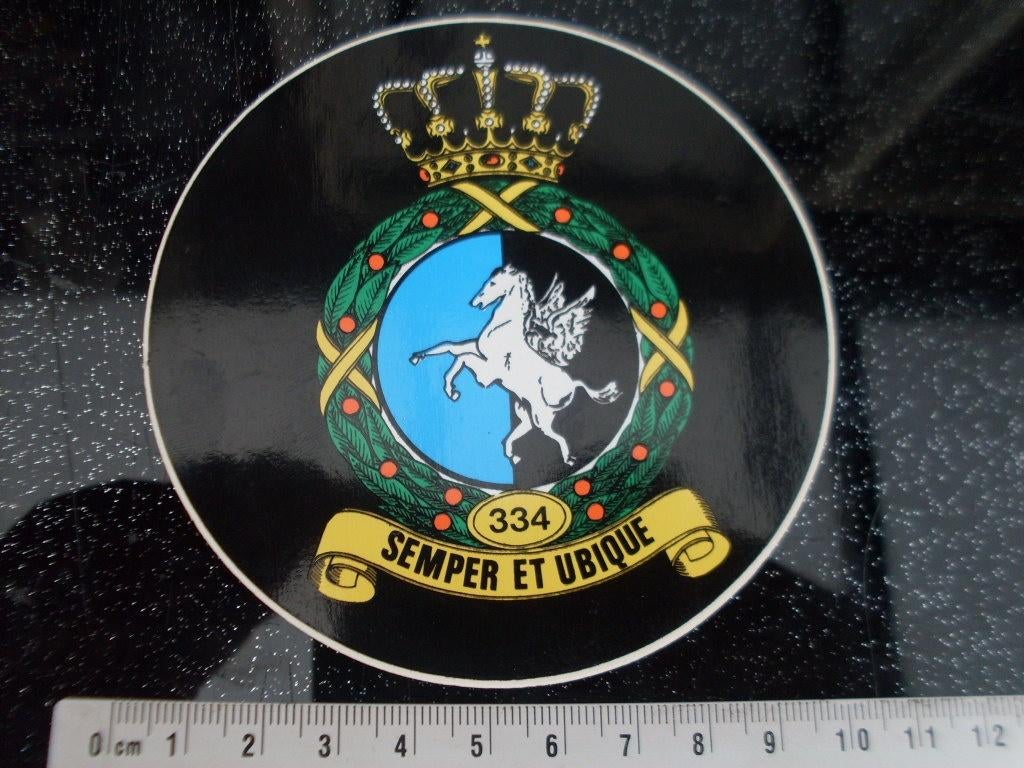 334
SEMPER ET UBIQUE
0 cm 1 2 3 4 5 6 7 8 9 10 11 12